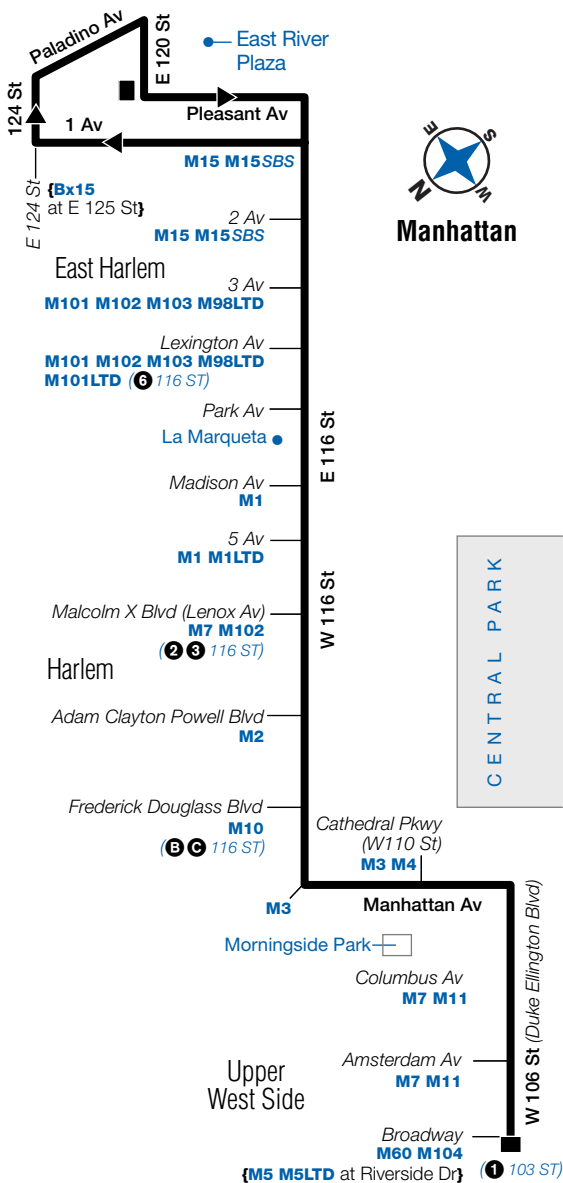 Paladino Av
E 120 St
East River
Plaza
124 St
1 Av
Pleasant Av
M15 M15SBS
E 124 St
{Bx15
at E 125 St}
E
S
N
W
Manhattan
2 Av
M15 M15SBS
East Harlem
3 Av
M101 M102 M103 M98LTD
Lexington Av
M101 M102 M103 M98LTD
M101LTD (6 116 ST)
Park Av
E 116 St
La Marqueta
Madison Av
M1
5 Av
M1 M1LTD
CENTRAL PARK
W 116 St
Malcolm X Blvd (Lenox Av)
M7 M102
(2 3 116 ST)
Harlem
Adam Clayton Powell Blvd
M2
Frederick Douglass Blvd
M10
(B C 116 ST)
Cathedral Pkwy
(W110 St)
M3 M4
M3
Manhattan Av
Morningside Park
Columbus Av
M7 M11
W 106 St (Duke Ellington Blvd)
Amsterdam Av
M7 M11
Upper
West Side
Broadway
M60 M104
{M5 M5LTD at Riverside Dr}
(1 103 ST)